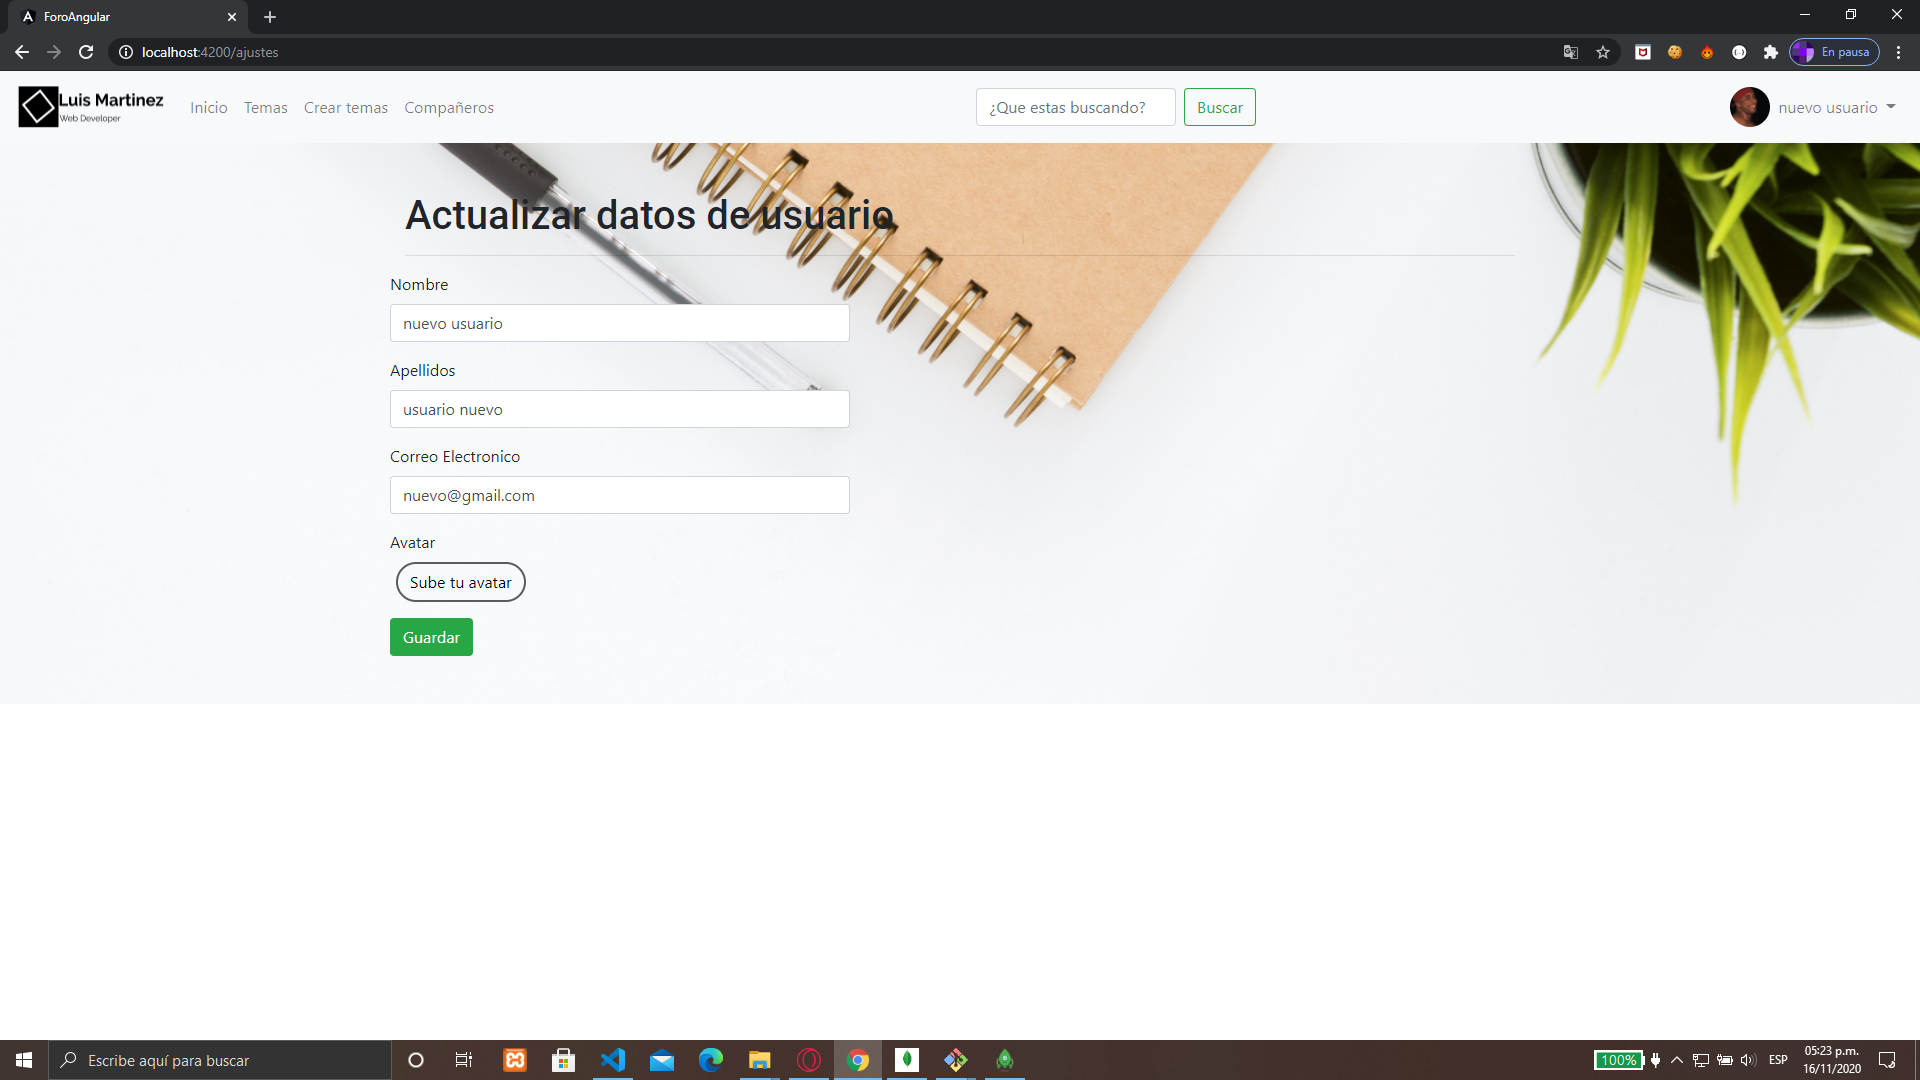 ForoAngular
localhost:4200/ajustes
En pausa
Luis Martinez
Web Developer
Inicio
Temas
Crear temas
Compañeros
¿Que estas buscando?
Buscar
nuevo usuario
Actualizar datos de usuario
Nombre
nuevo usuario
Apellidos
usuario nuevo
Correo Electronico
nuevo@gmail.com
Avatar
Sube tu avatar
Guardar
Escribe aquí para buscar
100%
ESP
05:23 p.m.
16/11/2020